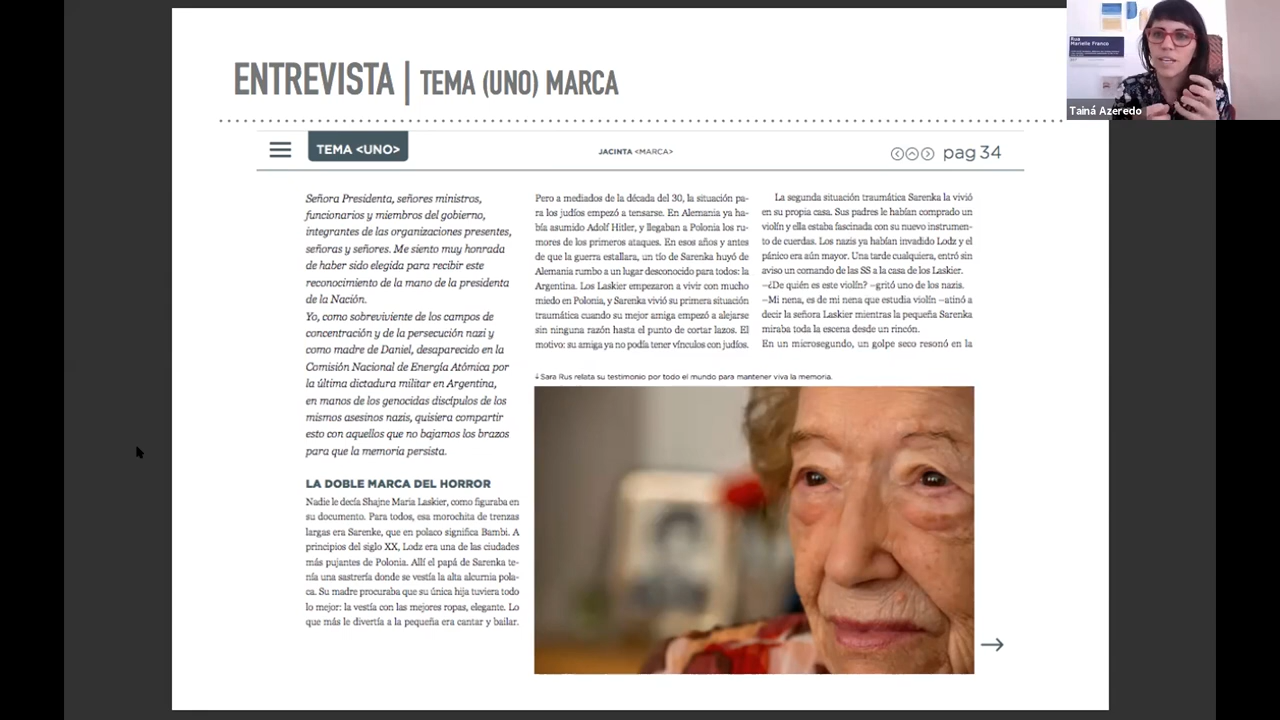 ENTREVISTA | TEMA (UNO) MARCA
TEMA <UNO>
JACINTA <MARCA>
pag 34
Señora Presidenta, señores ministros,
funcionarios y miembros del gobierno,
integrantes de las organizaciones presentes,
señoras y señores. Me siento muy honrada
de haber sido elegida para recibir este
reconocimiento de la mano de la presidenta
de la Nación.
Yo, como sobreviviente de los campos de
concentración y de la persecución nazi y
como madre de Daniel, desaparecido en la
Comisión Nacional de Energía Atómica por
la última dictadura militar en Argentina,
en manos de los genocidas discípulos de los
mismos asesinos nazis, quisiera compartir
esto con aquellos que no bajamos los brazos
para que la memoria persista.
LA DOBLE MARCA DEL HORROR
Nadie le decía Shajne Maria Laskier, como figuraba en
su documento. Para todos, esa morochita de trenzas
largas era Sarenke, que en polaco significa Bambi. A
principios del siglo XX, Lodz era una de las ciudades
más pujantes de Polonia. Allí el papá de Sarenka te-
nía una sastrería donde se vestía la alta alcurnia pola-
ca. Su madre procuraba que su única hija tuviera todo
lo mejor: la vestía con las mejores ropas, elegante. Lo
que más le divertía a la pequeña era cantar y bailar.
Pero a mediados de la década del 30, la situación pa-
ra los judíos empezó a tensarse. En Alemania ya ha-
bía asumido Adolf Hitler, y llegaban a Polonia los ru-
mores de los primeros ataques. En esos años y antes
de que la guerra estallara, un tío de Sarenka huyó de
Alemania rumbo a un lugar desconocido para todos: la
Argentina. Los Laskier empezaron a vivir con mucho
miedo en Polonia, y Sarenka vivió su primera situación
traumática cuando su mejor amiga empezó a alejarse
sin ninguna razón hasta el punto de cortar lazos. El
motivo: su amiga ya no podía tener vínculos con judíos.
La segunda situación traumática Sarenka la vivió
en su propia casa. Sus padres le habían comprado un
violín y ella estaba fascinada con su nuevo instrumen-
to de cuerdas. Los nazis ya habían invadido Lodz y el
pánico era aún mayor. Una tarde cualquiera, entró sin
aviso un comando de las SS a la casa de los Laskier.
–¿De quién es este violín? –gritó uno de los nazis.
–Mi nena, es de mi nena que estudia violín –atinó a
decir la señora Laskier mientras la pequeña Sarenka
miraba toda la escena desde un rincón.
En un microsegundo, un golpe seco resonó en la
↓Sara Rus relata su testimonio por todo el mundo para mantener viva la memoria.
Rua
Marielle Franco
Tainá Azeredo